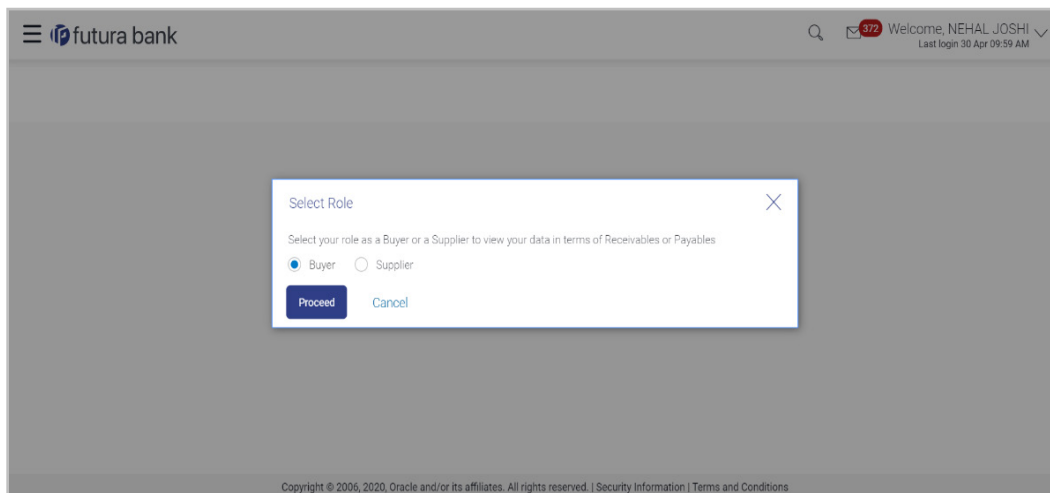 futura bank
372
Welcome, NEHAL JOSHI
Last login 30 Apr 09:59 AM
Select Role
Select your role as a Buyer or a Supplier to view your data in terms of Receivables or Payables
Buyer Supplier
Proceed Cancel
Copyright © 2006, 2020, Oracle and/or its affiliates. All rights reserved. | Security Information | Terms and Conditions